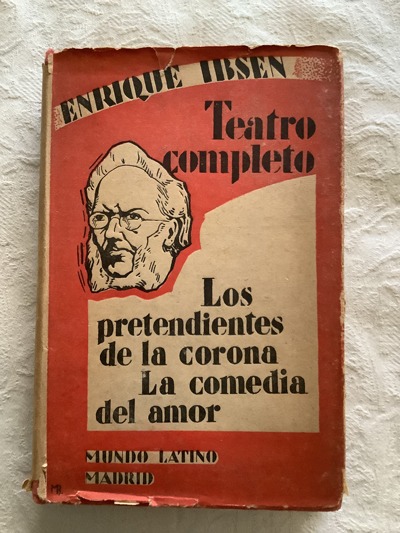 ENRIQUE IBSEN
Teatro
completo
Los
pretendientes
de la corona
La comedia
del amor
MUNDO LATINO
MADRID